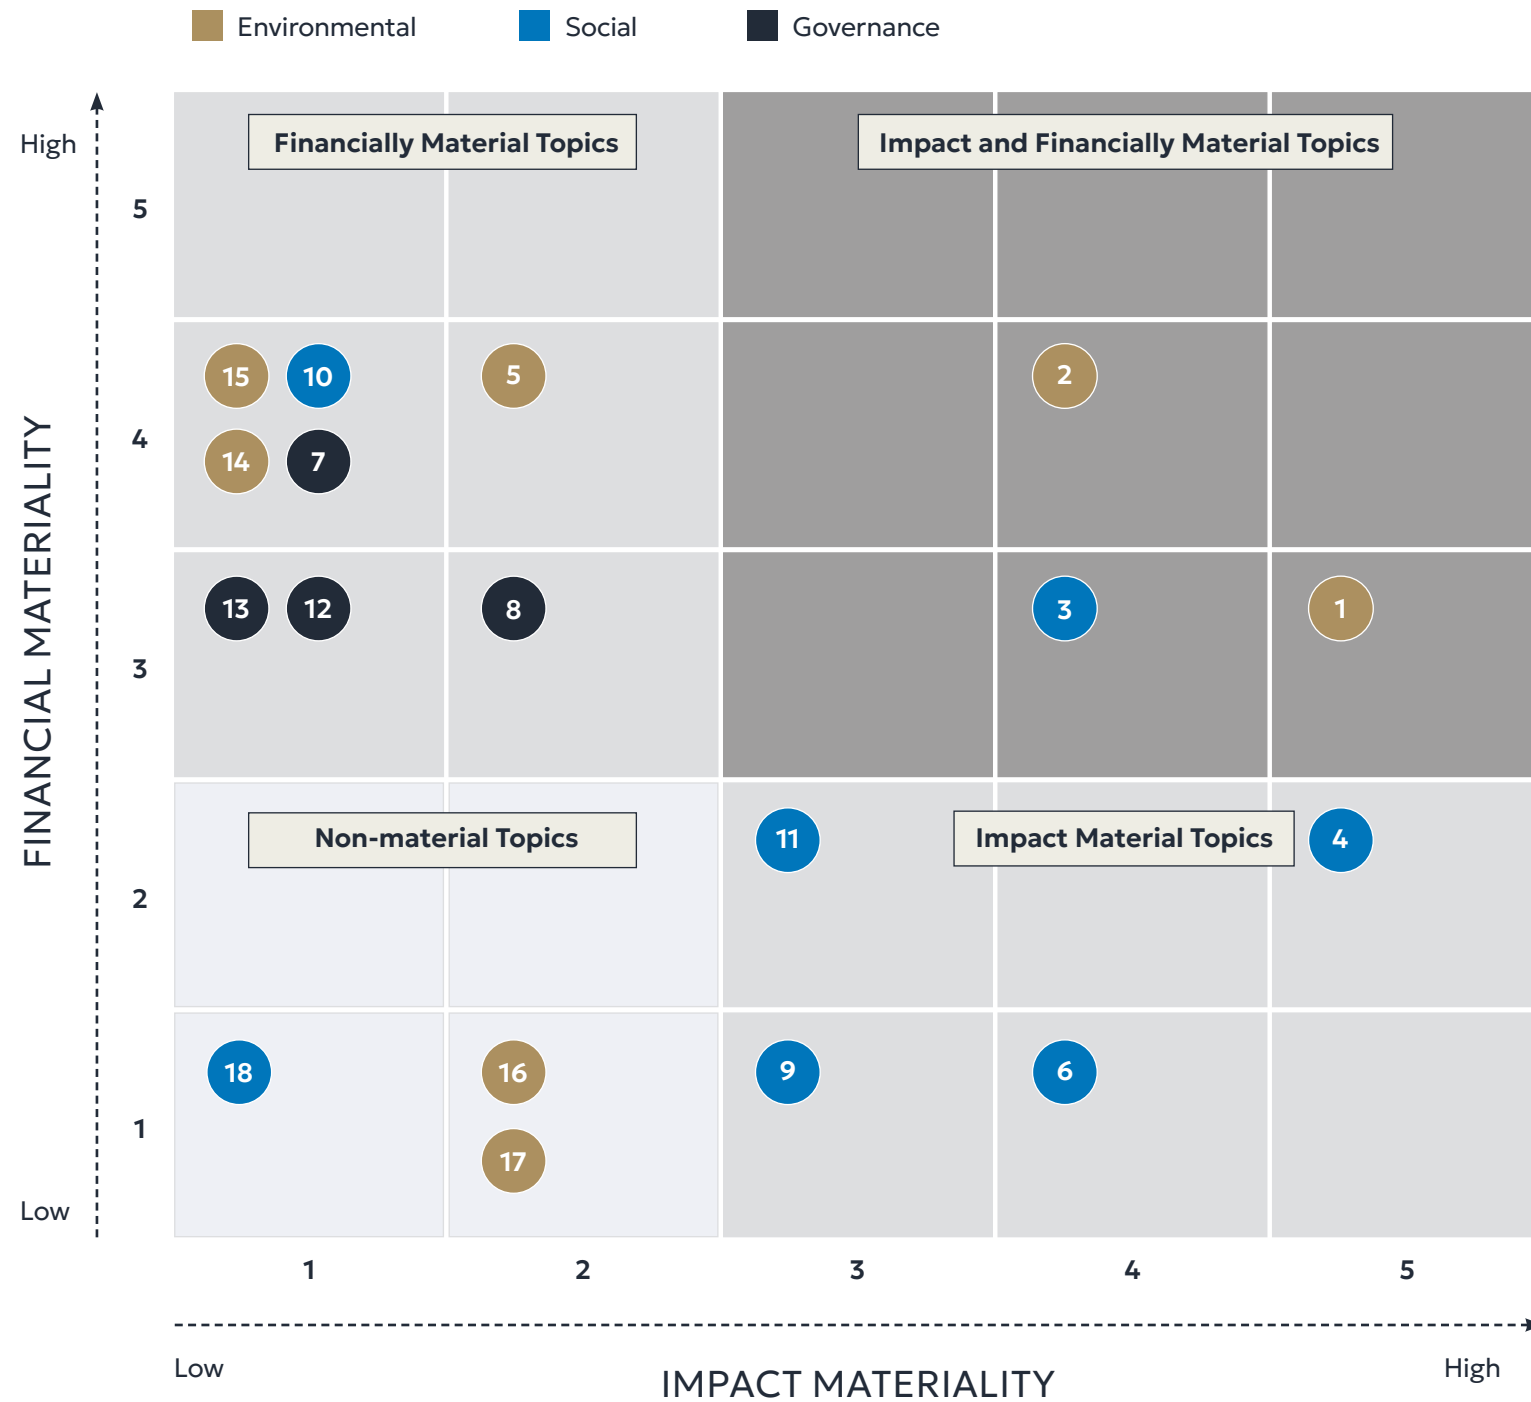 Environmental Social Governance
High
Financially Material Topics Impact and Financially Material Topics
5
15 10 5 2
4
14 7
13 12 8 3 1
3
FINANCIAL MATERIALITY
Non-material Topics 11 Impact Material Topics 4
2
18 16 9 6
1
17
Low
1 2 3 4 5
Low High
IMPACT MATERIALITY